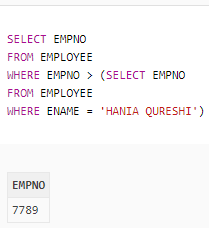 SELECT EMPNO
FROM EMPLOYEE
WHERE EMPNO > (SELECT EMPNO
FROM EMPLOYEE
WHERE ENAME = 'HANIA QURESHI')
EMPNO
7789